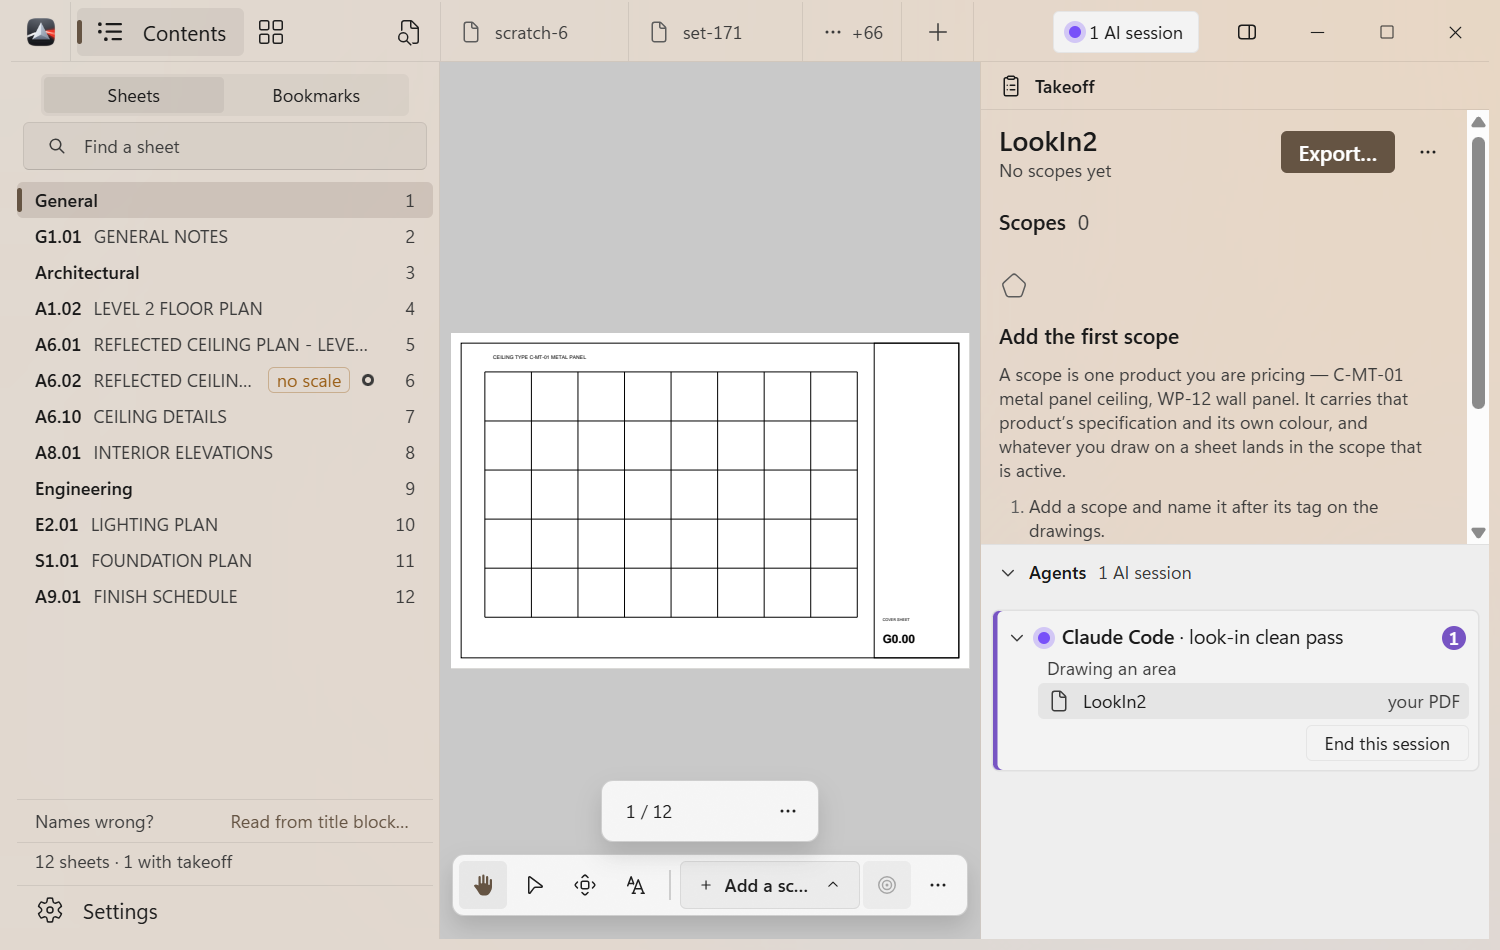 Contents
scratch-6
set-171
··· +66
1 AI session
Sheets
Bookmarks
Find a sheet
General 1
G1.01 GENERAL NOTES 2
Architectural 3
A1.02 LEVEL 2 FLOOR PLAN 4
A6.01 REFLECTED CEILING PLAN - LEVE... 5
A6.02 REFLECTED CEILIN... no scale 6
A6.10 CEILING DETAILS 7
A8.01 INTERIOR ELEVATIONS 8
Engineering 9
E2.01 LIGHTING PLAN 10
S1.01 FOUNDATION PLAN 11
A9.01 FINISH SCHEDULE 12
Names wrong? Read from title block...
12 sheets · 1 with takeoff
Settings
CEILING TYPE C-MT-01 METAL PANEL
COVER SHEET
G0.00
1 / 12
Add a sc...
Takeoff
LookIn2
No scopes yet
Export...
Scopes 0
Add the first scope
A scope is one product you are pricing — C-MT-01
metal panel ceiling, WP-12 wall panel. It carries that
product's specification and its own colour, and
whatever you draw on a sheet lands in the scope that
is active.
1. Add a scope and name it after its tag on the
drawings.
Agents 1 AI session
Claude Code · look-in clean pass 1
Drawing an area
LookIn2 your PDF
End this session